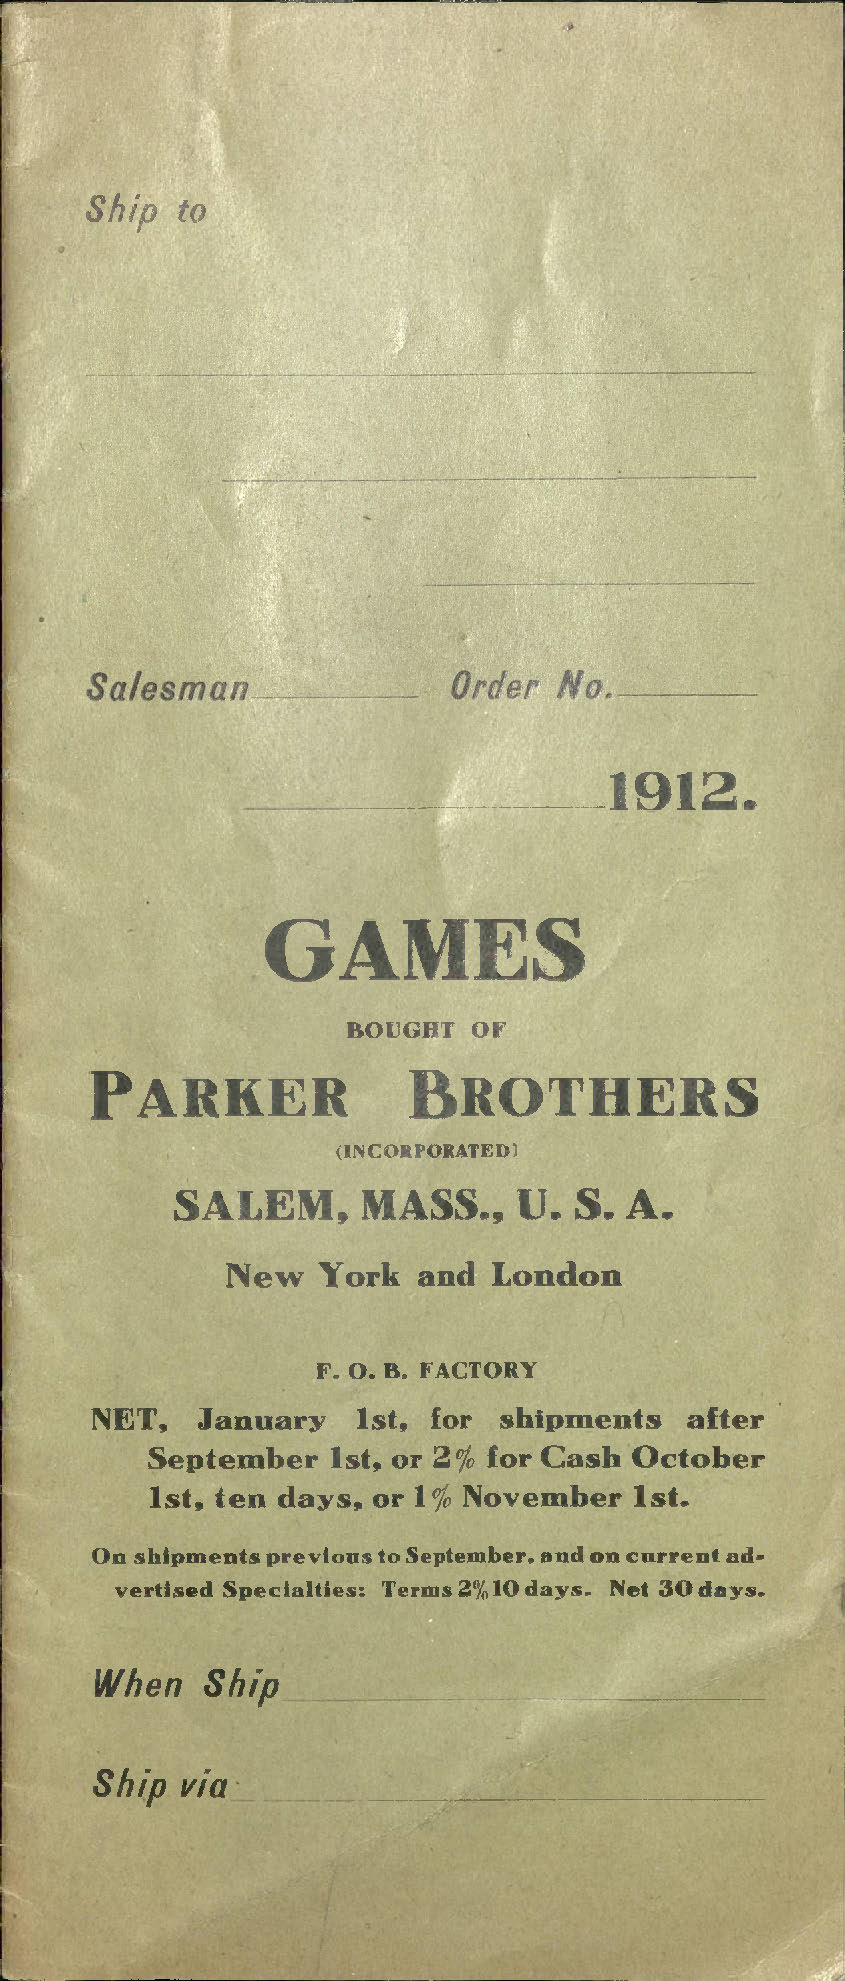 Ship to
Salesman Order No.
1912.
GAMES
BOUGHT OF
PARKER BROTHERS
(INCORPORATED)
SALEM, MASS., U. S. A.
New York and London
F. O. B. FACTORY
NET, January 1st, for shipments after
September 1st, or 2% for Cash October
1st, ten days, or 1% November 1st.
On shipments previous to September, and on current ad-
vertised Specialties: Terms 2% 10 days. Net 30 days.
When Ship
Ship via